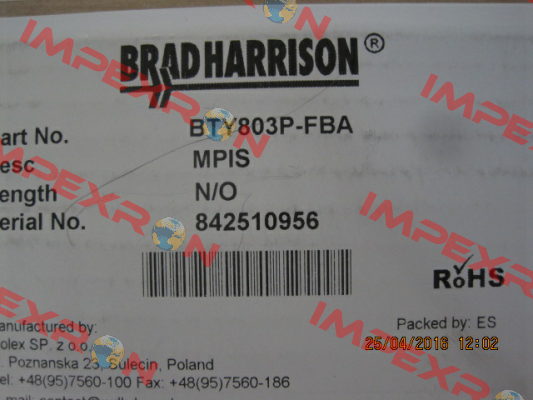 BRAD HARRISON®
art No. BTY803P-FBA
esc MPIS
ength N/O
erial No. 842510956
RoHS
anufactured by: Packed by: ES
olex SP. z o.o.
Poznanska 23, Sulecin, Poland
el: +48(95)7560-100 Fax: +48(95)7560-186
25/04/2016 12:02
IMPEXRON
IMPEXRON
IMPEXRON
IMPEXRON